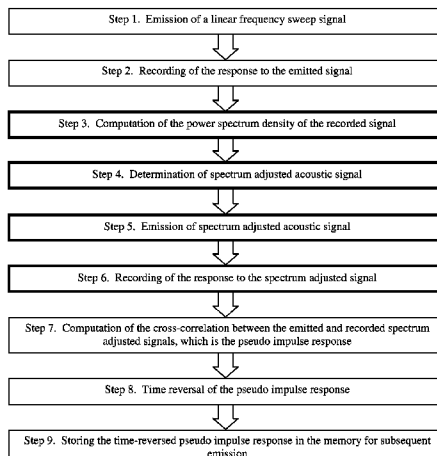 Step 1. Emission of a linear frequency sweep signal
Step 2. Recording of the response to the emitted signal
Step 3. Computation of the power spectrum density of the recorded signal
Step 4. Determination of spectrum adjusted acoustic signal
Step 5. Emission of spectrum adjusted acoustic signal
Step 6. Recording of the response to the spectrum adjusted signal
Step 7. Computation of the cross-correlation between the emitted and recorded spectrum
adjusted signals, which is the pseudo impulse response
Step 8. Time reversal of the pseudo impulse response
Step 9. Storing the time-reversed pseudo impulse response in the memory for subsequent
emission